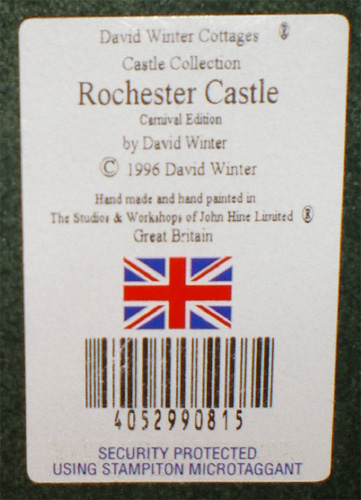 David Winter Cottages ®
Castle Collection
Rochester Castle
Carnival Edition
by David Winter
© 1996 David Winter
Hand made and hand painted in
The Studios & Workshops of John Hine Limited ®
Great Britain
4052990815
SECURITY PROTECTED
USING STAMPITON MICROTAGGANT